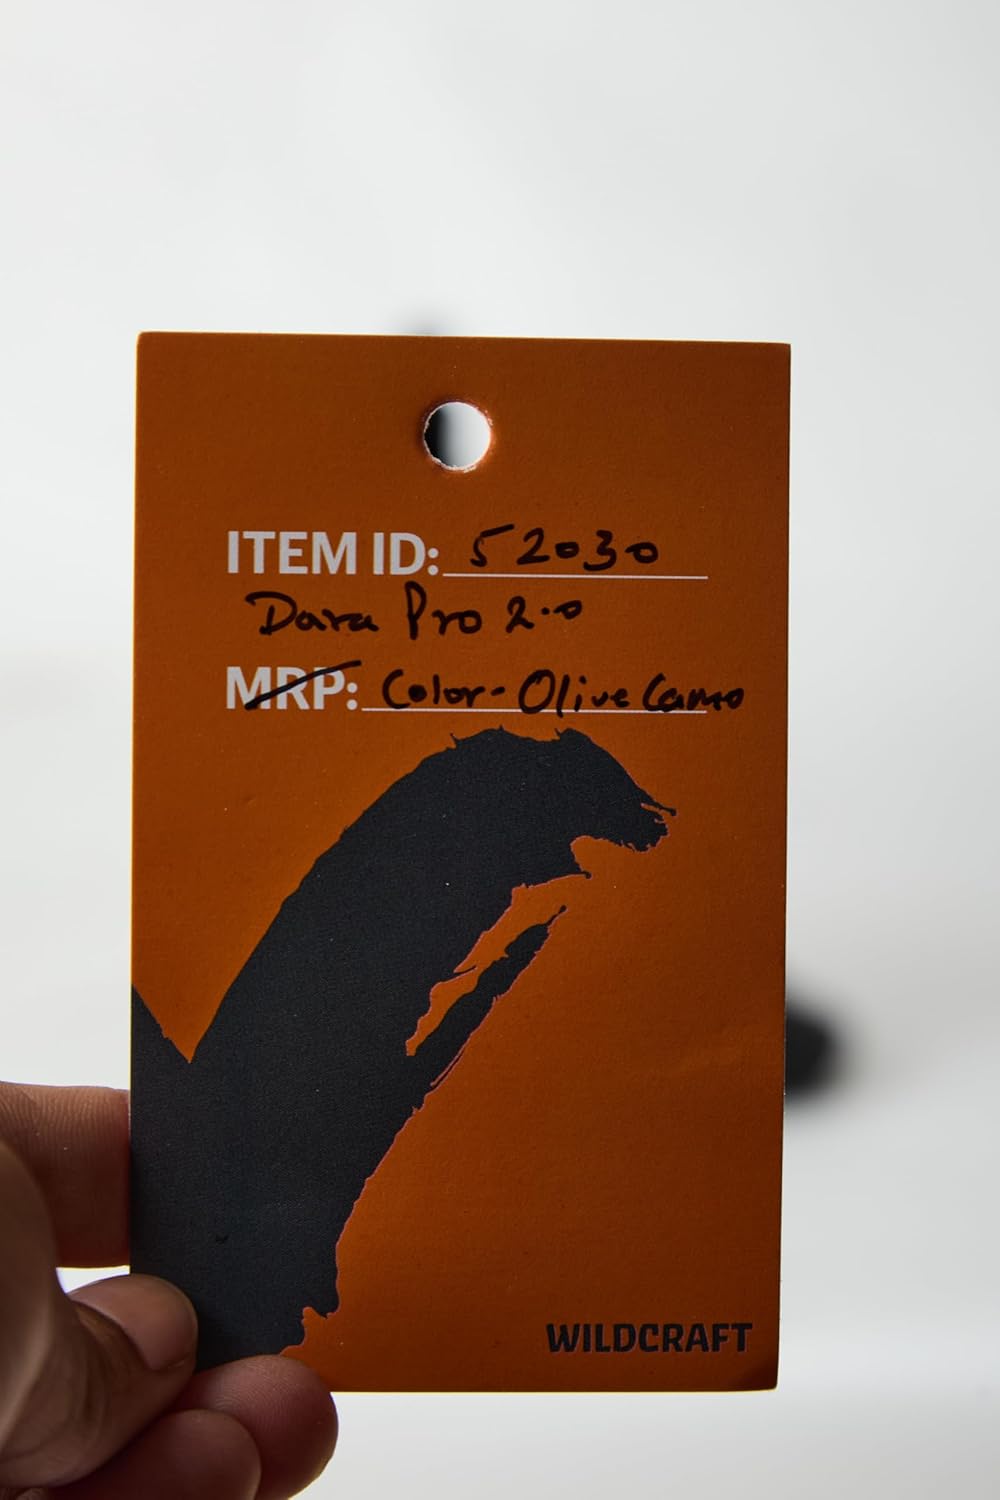 ITEM ID: 52030
Dara Pro 2.0
MRP: Color- Olive Camo
WILDCRAFT